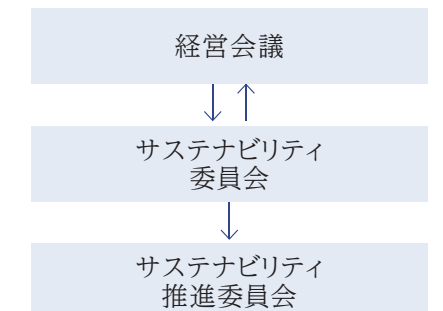 経営会議
サステナビリティ
委員会
サステナビリティ
推進委員会